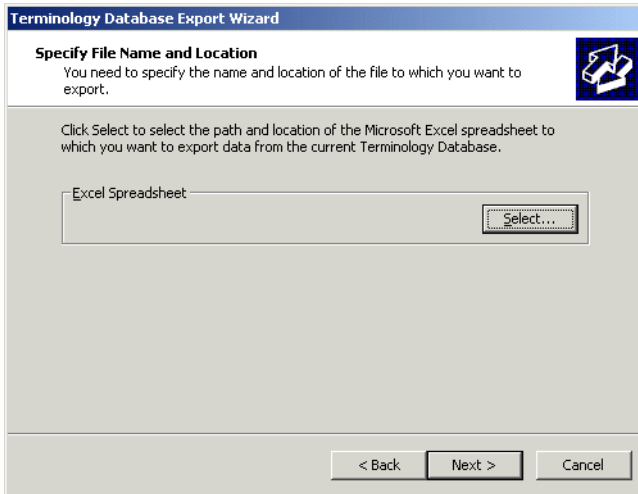 Terminology Database Export Wizard
Specify File Name and Location
You need to specify the name and location of the file to which you want to
export.
Click Select to select the path and location of the Microsoft Excel spreadsheet to
which you want to export data from the current Terminology Database.
Excel Spreadsheet
Select...
< Back
Next >
Cancel